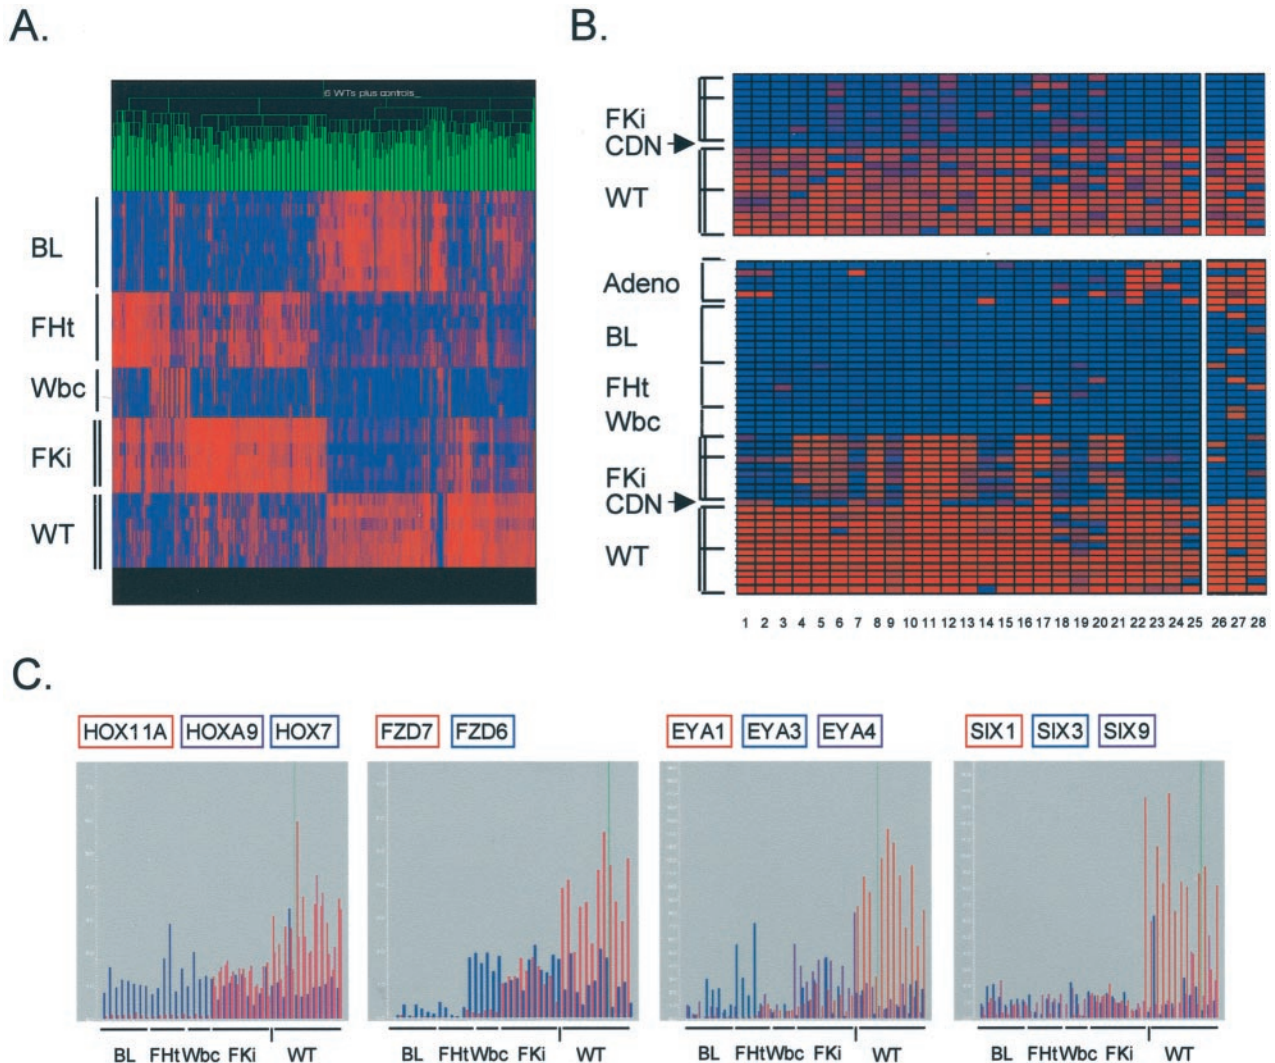 A.
6 WTs plus controls_
BL
FHt
Wbc
FKi
WT
B.
FKi
CDN
WT
Adeno
BL
FHt
Wbc
FKi
CDN
WT
1 2 3 4 5 6 7 8 9 10 11 12 13 14 15 16 17 18 19 20 21 22 23 24 25 26 27 28
C.
HOX11A HOXA9 HOX7
BL FHt Wbc FKi WT
FZD7 FZD6
BL FHt Wbc FKi WT
EYA1 EYA3 EYA4
BL FHt Wbc FKi WT
SIX1 SIX3 SIX9
BL FHt Wbc FKi WT